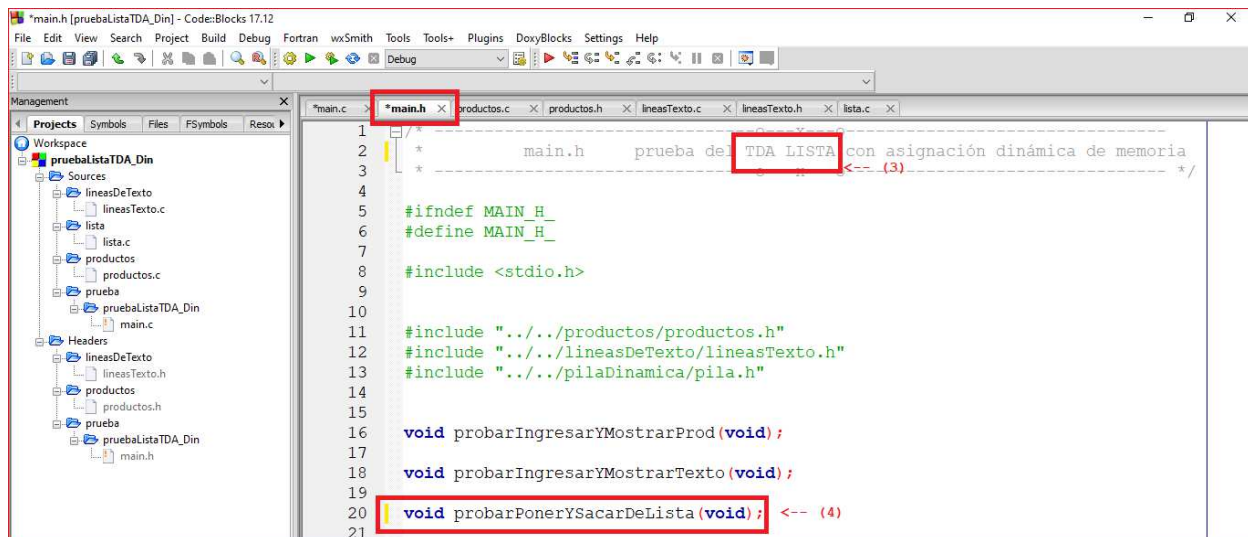 *main.h [pruebaListaTDA_Din] - Code::Blocks 17.12
File Edit View Search Project Build Debug Fortran wxSmith Tools Tools+ Plugins DoxyBlocks Settings Help
Debug
Management
*main.c *main.h productos.c productos.h lineasTexto.c lineasTexto.h lista.c
Projects Symbols Files FSymbols
Workspace
pruebaListaTDA_Din
Sources
lineasDeTexto
lineasTexto.c
lista
lista.c
productos
productos.c
prueba
pruebaListaTDA_Din
main.c
Headers
lineasDeTexto
lineasTexto.h
productos
productos.h
prueba
pruebaListaTDA_Din
main.h
1 /* --------------------------------o---x---o--------------------------------
2 * main.h prueba del TDA LISTA con asignación dinámica de memoria
3 * --------------------------------o---x---o-------------------------------- */
<-- (3)
4
5 #ifndef MAIN_H_
6 #define MAIN_H_
7
8 #include <stdio.h>
9
10
11 #include "../../productos/productos.h"
12 #include "../../lineasDeTexto/lineasTexto.h"
13 #include "../../pilaDinamica/pila.h"
14
15
16 void probarIngresarYMostrarProd(void);
17
18 void probarIngresarYMostrarTexto(void);
19
20 void probarPonerYSacarDeLista(void); <-- (4)
21